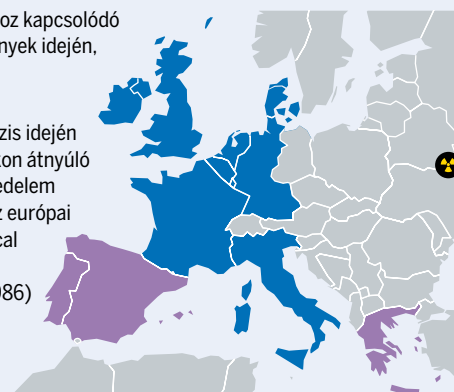 oz kapcsolódó
nyek idején,
zis idején
kon átnyúló
edelem
z európai
cal
986)